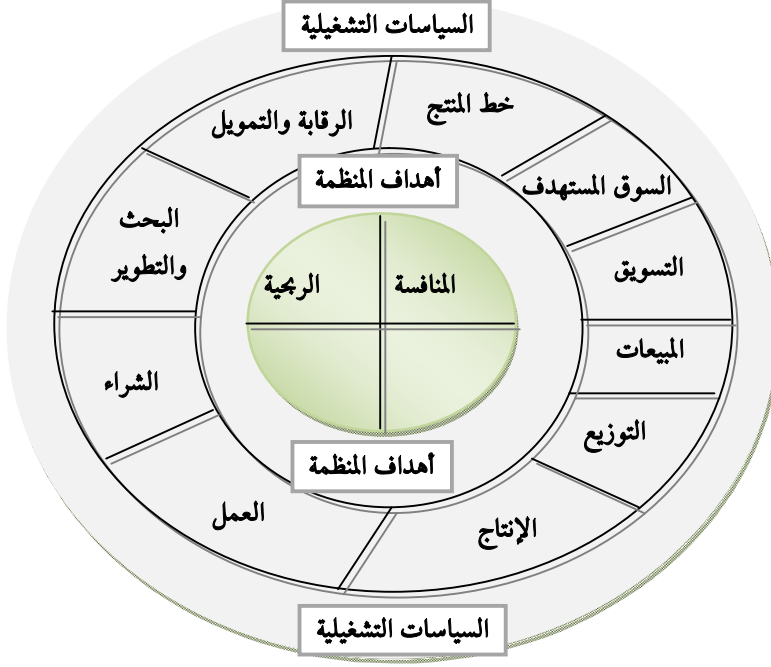 السياسات التشغيلية
خط المنتج
الرقابة والتمويل
أهداف المنظمة
السوق المستهدف
البحث
والتطوير
التسويق
المنافسة
الربحية
المبيعات
الشراء
التوزيع
أهداف المنظمة
العمل
الإنتاج
السياسات التشغيلية